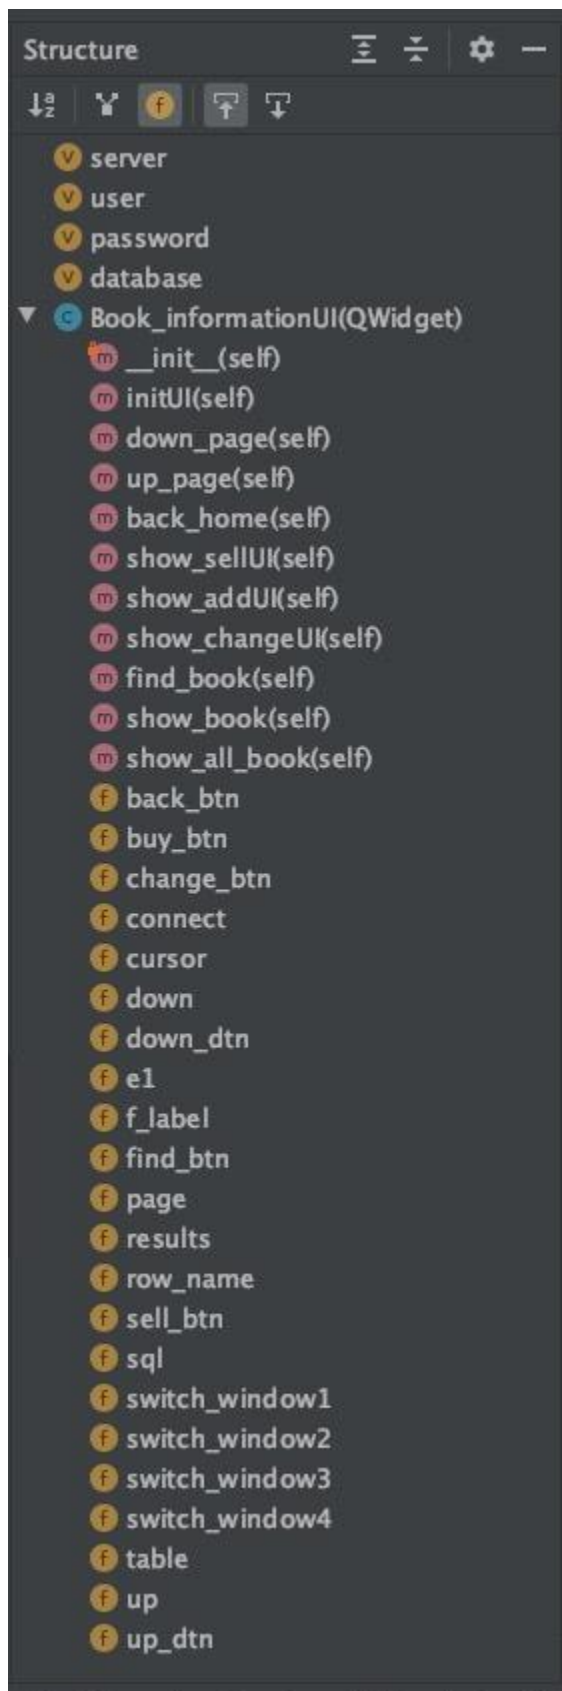 Structure
server
user
password
database
Book_informationUI(QWidget)
__init__(self)
initUI(self)
down_page(self)
up_page(self)
back_home(self)
show_sellUI(self)
show_addUI(self)
show_changeUI(self)
find_book(self)
show_book(self)
show_all_book(self)
back_btn
buy_btn
change_btn
connect
cursor
down
down_dtn
e1
f_label
find_btn
page
results
row_name
sell_btn
sql
switch_window1
switch_window2
switch_window3
switch_window4
table
up
up_dtn